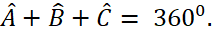 Â + B̂ + Ĉ = 360⁰.